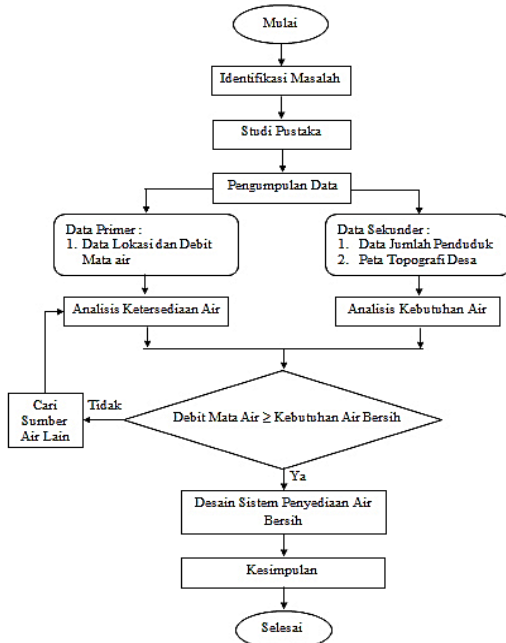 Mulai
Identifikasi Masalah
Studi Pustaka
Pengumpulan Data
Data Primer :
1. Data Lokasi dan Debit
Mata air
Data Sekunder :
1. Data Jumlah Penduduk
2. Peta Topografi Desa
Analisis Ketersediaan Air
Analisis Kebutuhan Air
Cari
Sumber
Air Lain
Tidak
Debit Mata Air ≥ Kebutuhan Air Bersih
Ya
Desain Sistem Penyediaan Air
Bersih
Kesimpulan
Selesai